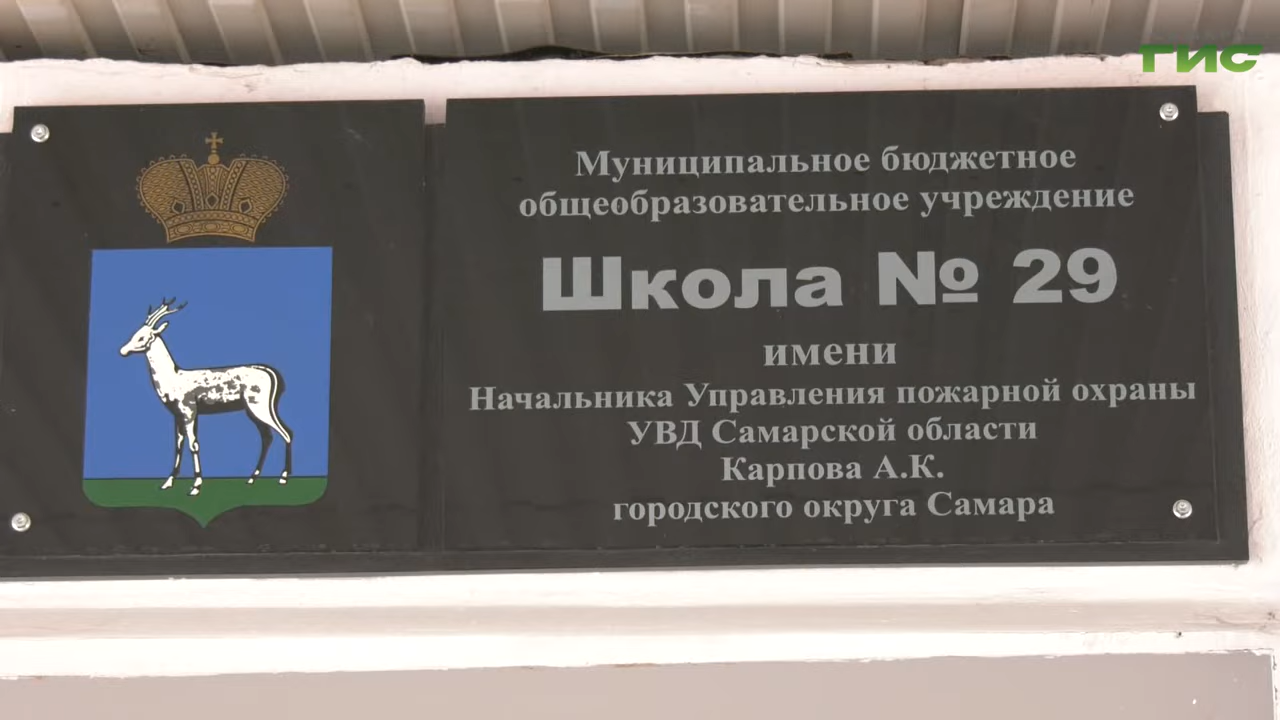 ГИС
Муниципальное бюджетное
общеобразовательное учреждение
Школа № 29
имени
Начальника Управления пожарной охраны
УВД Самарской области
Карпова А.К.
городского округа Самара